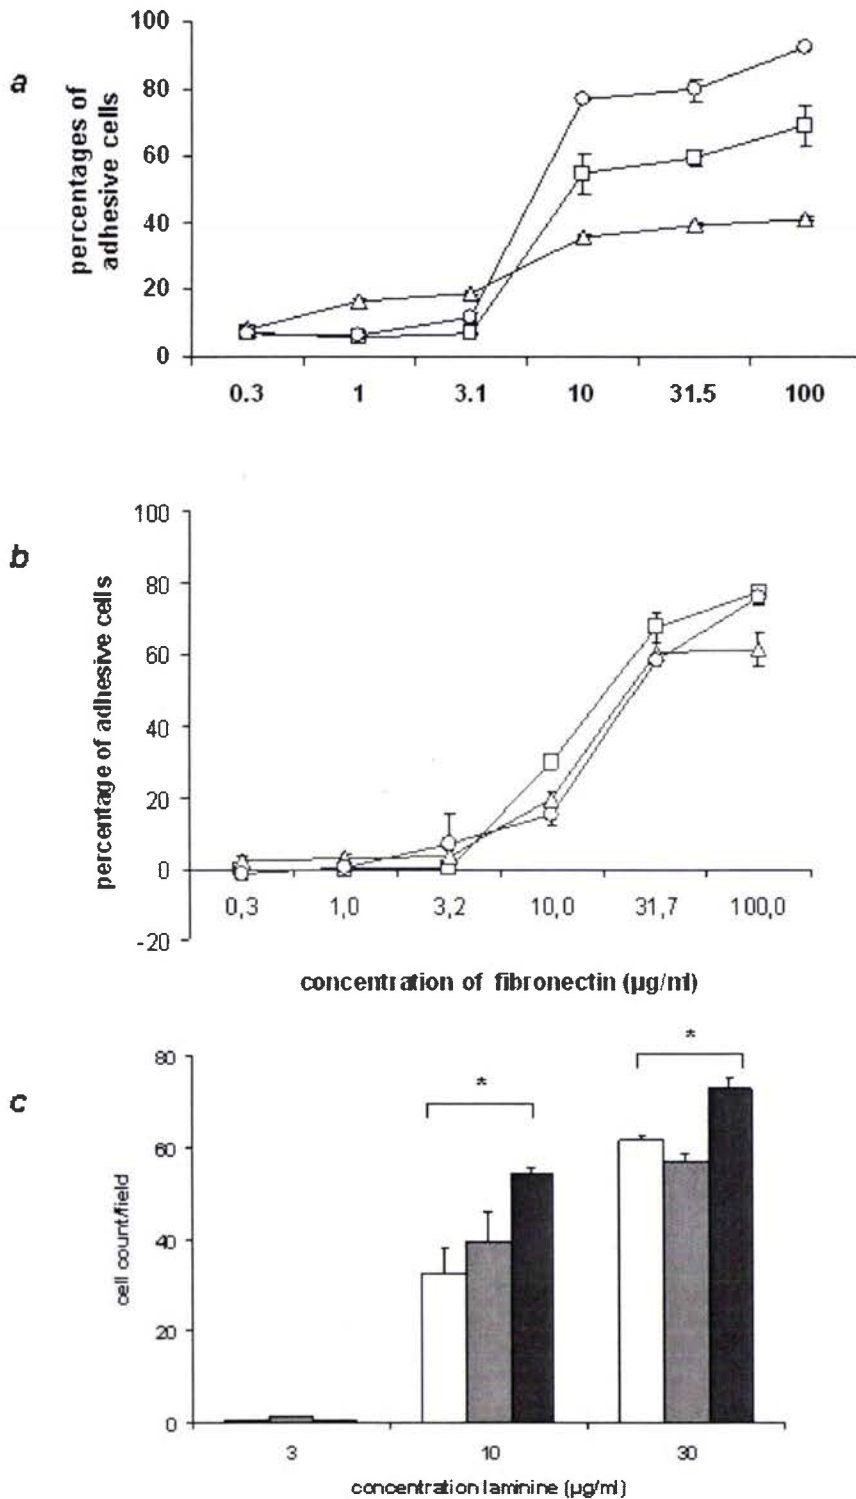 a
percentages of
adhesive cells
100
80
60
40
20
0
0.3 1 3.1 10 31.5 100
b
percentage of adhesive cells
100
80
60
40
20
0
-20
0,3 1,0 3,2 10,0 31,7 100,0
concentration of fibronectin (µg/ml)
c
cell count/field
80
60
40
20
0
* *
3 10 30
concentration laminine (µg/ml)